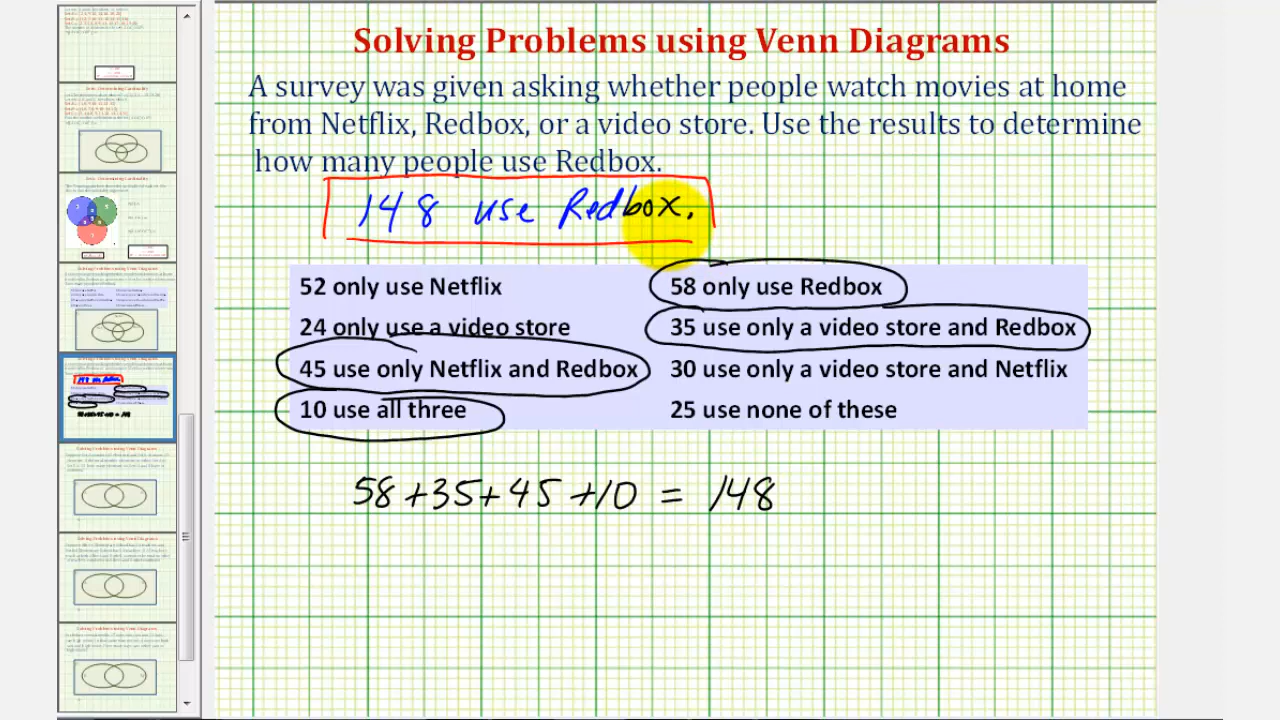 Solving Problems using Venn Diagrams
A survey was given asking whether people watch movies at home
from Netflix, Redbox, or a video store. Use the results to determine
how many people use Redbox.
148 use Redbox.
52 only use Netflix
58 only use Redbox
24 only use a video store
35 use only a video store and Redbox
45 use only Netflix and Redbox
30 use only a video store and Netflix
10 use all three
25 use none of these
58+35+45+10 = 148